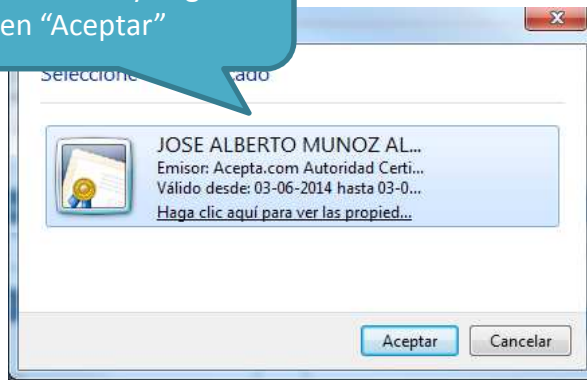 en “Aceptar”
Seleccione
JOSE ALBERTO MUNOZ AL...
Emisor: Acepta.com Autoridad Certi...
Válido desde: 03-06-2014 hasta 03-0...
Haga clic aquí para ver las propied...
Aceptar
Cancelar